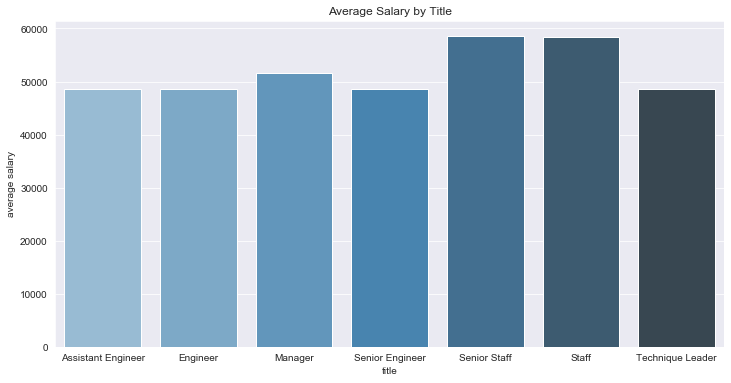 Average Salary by Title
average salary
60000
50000
40000
30000
20000
10000
0
Assistant Engineer
Engineer
Manager
Senior Engineer
Senior Staff
Staff
Technique Leader
title